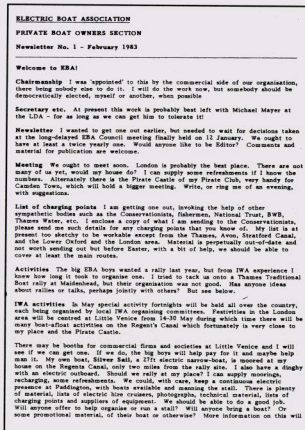 ELECTRIC BOAT ASSOCIATION
PRIVATE BOAT OWNERS SECTION
Newsletter No. 1 - February 1983
Welcome to EBA!
Chairmanship I was 'appointed' to this by the commercial side of our organisation,
there being nobody else to do it. I will do the work now, but somebody should be
democratically elected, myself or another, when possible
Secretary etc. At present this work is probably best left with Michael Mayer at
the LDA - for as long as we can get him to tolerate it!
Newsletter I wanted to get one out earlier, but needed to wait for decisions taken
at the long-delayed EBA Council meeting finally held on 12 January. We ought to
have at least a twice yearly one. Would anyone like to be Editor? Comments and
material for publication are welcome.
Meeting We ought to meet soon. London is probably the best place. There are not
many of us yet, would my house do? I can supply some refreshments if I know the
numbers. Alternately there is the Pirate Castle of my Pirate Club, very handy for
Camden Town, which will hold a bigger meeting. Write, or ring me of an evening,
with suggestions.
List of charging points I am getting one out, invoking the help of other
sympathetic bodies such as the Conservationists, fishermen, National Trust, BWB,
Thames Water, etc. I enclose a copy of what I am sending to the Conservationists,
please send me such details for any charging points that you know of. My list is at
present too sketchy to be workable except from the Thames, Avon, Stratford Canal,
and the Lower Oxford and the London area. Material is perpetually out-of-date and
not worth sending out but before Easter, with a bit of help, we should be able to
cover at least the main routes.
Activities The big EBA boys wanted a rally last year, but from IWA experience I
knew how long it took to organise one. I tried to tack us onto a Thames Traditional
Boat rally at Maidenhead, but their organisation was not good. Has anyone ideas
about rallies or talks, perhaps jointly with others? But see below.
IWA activities In May special activity fortnights will be held all over the country,
each being organised by local IWA organising committees. Festivities in the London
area will be centred at Little Venice from 14-30 May during which time there will be
many boat-afloat activities on the Regent's Canal which fortunately is very close to
my place and the Pirate Castle.
There may be booths for commercial firms and societies at Little Venice and I will
see if we can get one. If we do, the big boys will help pay for it and maybe help
man it. My own boat, Silver Sail, a 27ft electric narrow-boat, is moored at my
house on the Regents Canal, only two miles from the rally site. I also have a dinghy
with an electric outboard. Should we rally at my place? I can supply moorings,
recharging, some refreshments. We could, with care, keep a continuous electric
presence at Paddington, with boats available and manning the stall. There is plenty
of material, lists of electric hire cruisers, photographs, technical material, lists of
charging points and suppliers of equipment. We should be able to do a good job.
Will anyone offer to help organise or run a stall? Will anyone bring a boat? Or
some promotional material, of their boat or otherwise? More information on this will